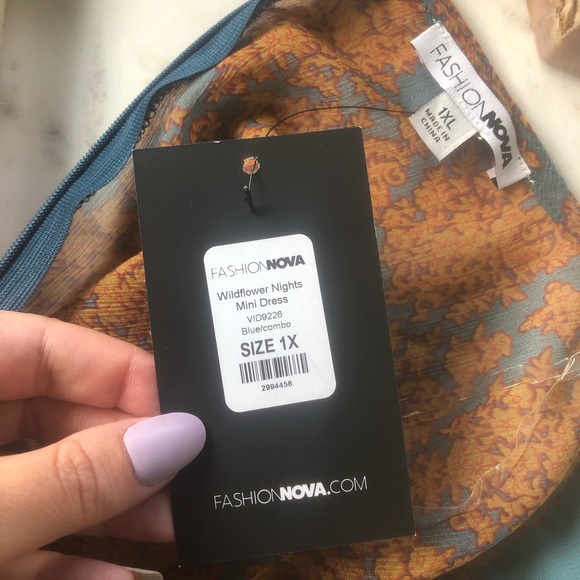 FASHIONNOVA
1XL
MADE IN
CHINA
FASHIONNOVA
Wildflower Nights
Mini Dress
VID9226
Blue/combo
SIZE 1X
2994456
FASHIONNOVA.COM